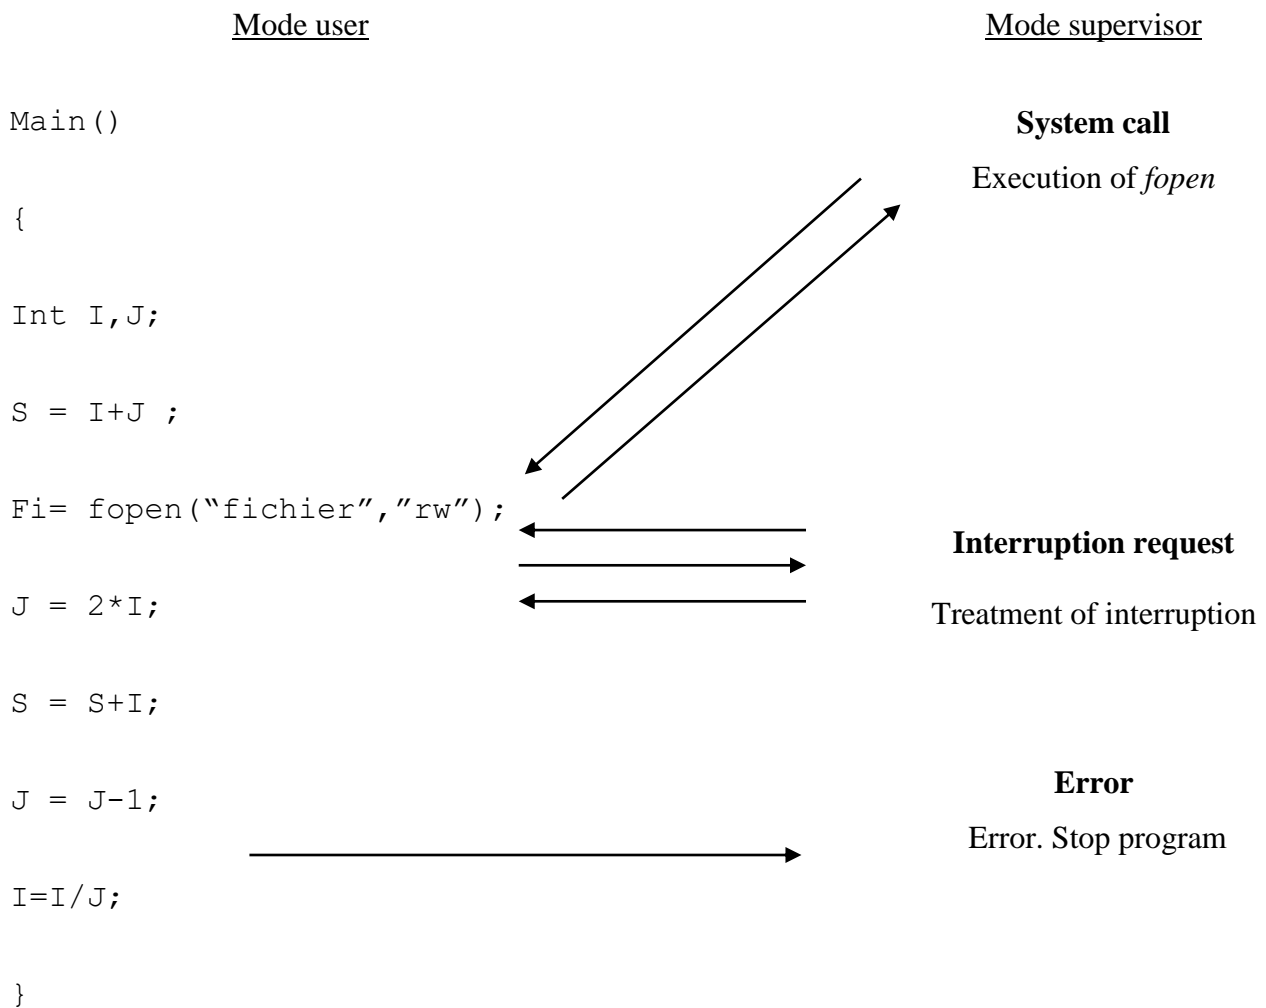 Mode user
Mode supervisor
Main()
System call
Execution of fopen
{
Int I,J;
S = I+J ;
Fi= fopen(“fichier”,”rw”);
Interruption request
J = 2*I;
Treatment of interruption
S = S+I;
J = J-1;
Error
Error. Stop program
I=I/J;
}